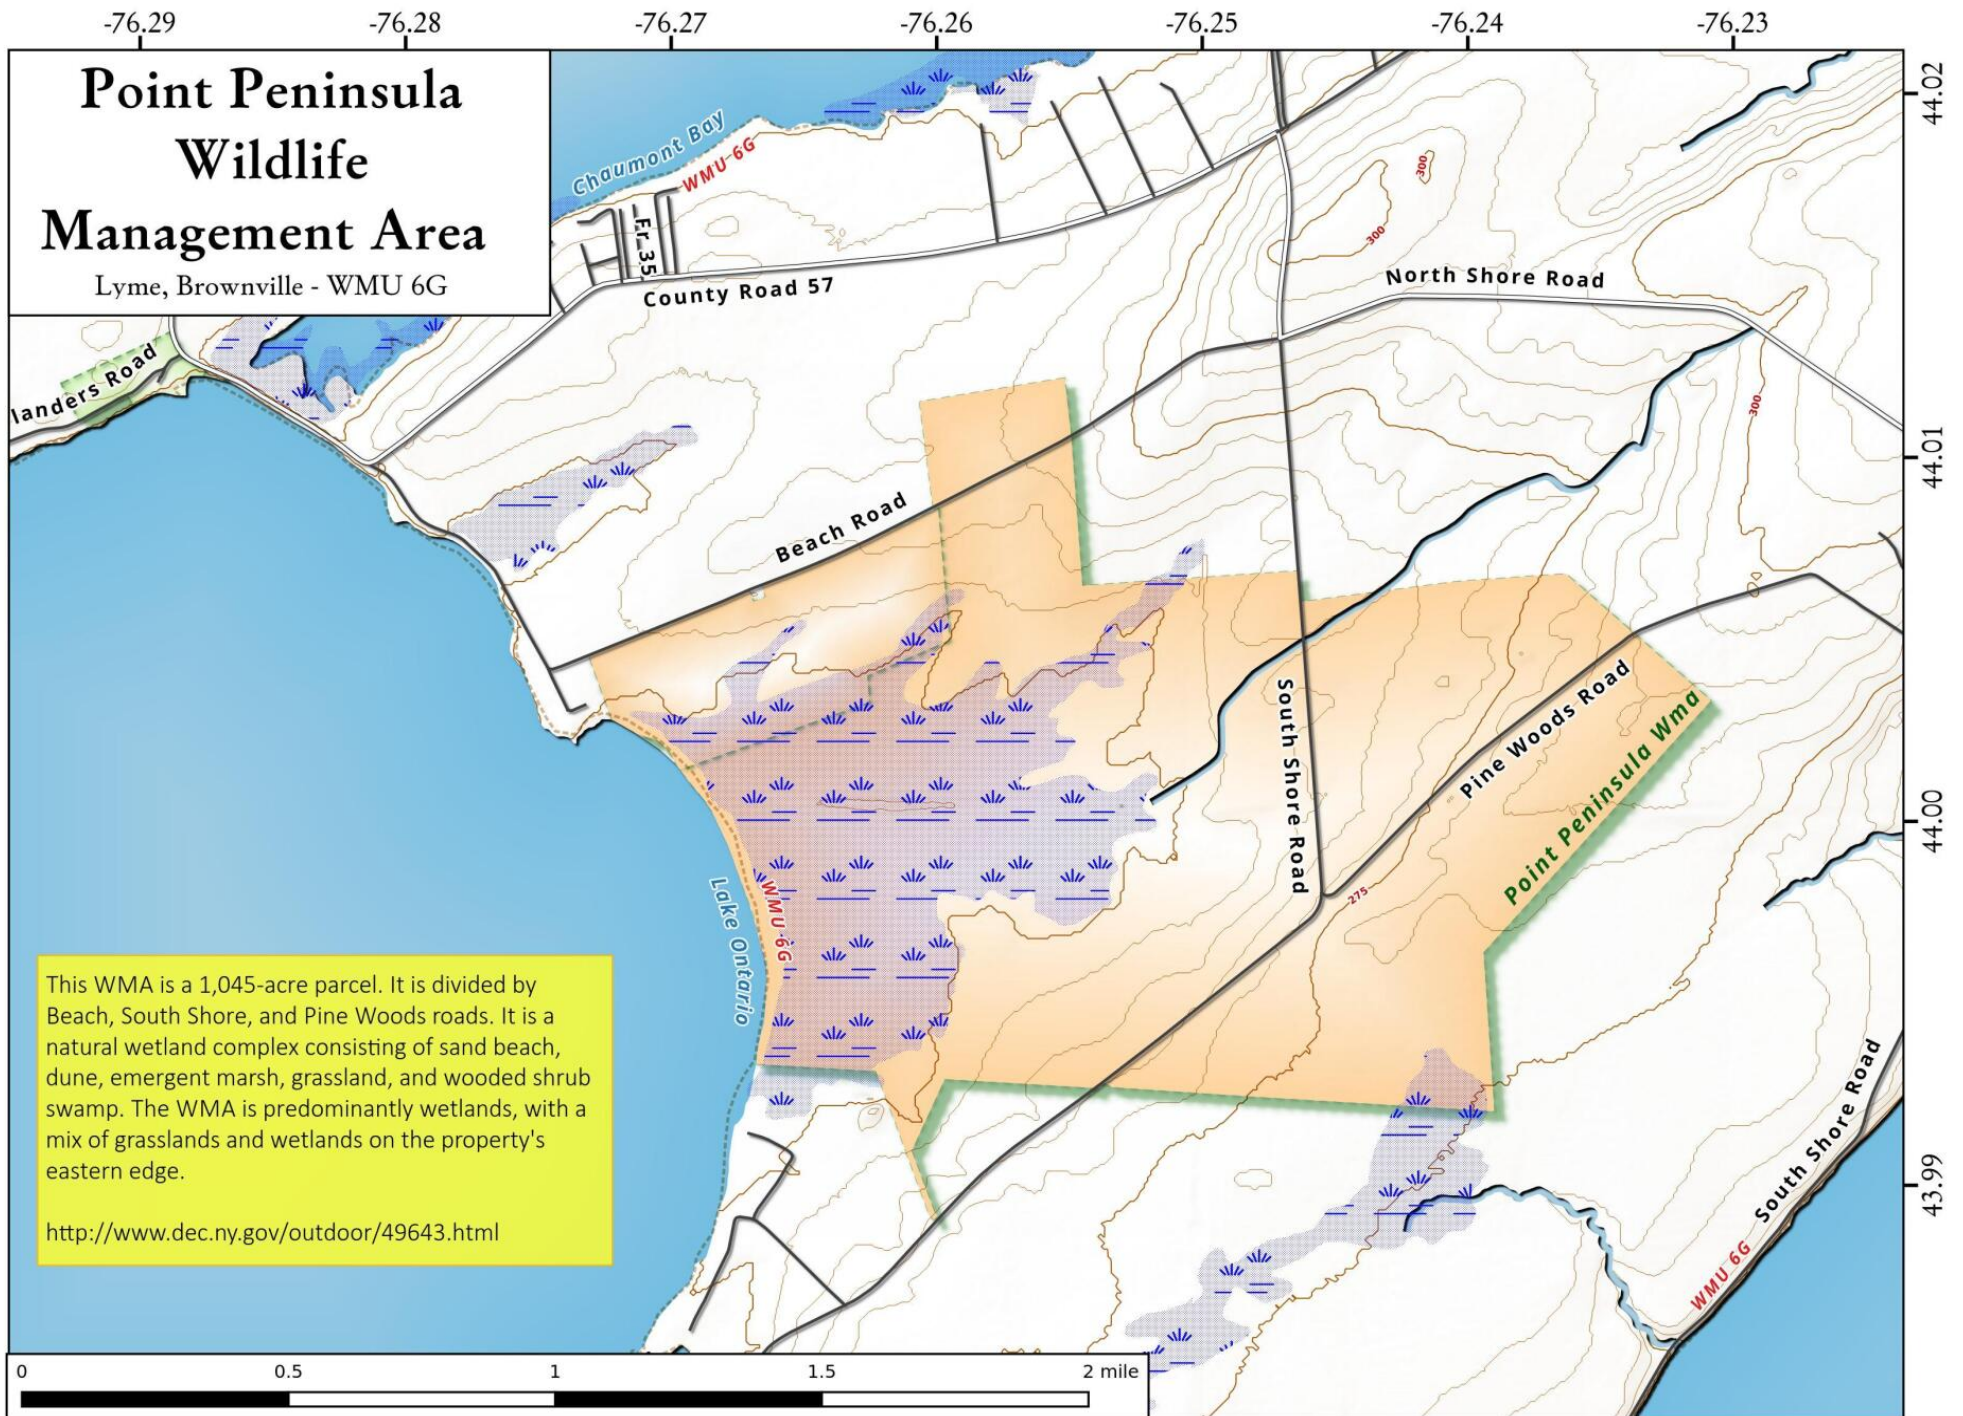 -76.29
-76.28
-76.27
-76.26
-76.25
-76.24
-76.23
Point Peninsula
Wildlife
Management Area
Lyme, Brownville - WMU 6G
44.02
44.01
44.00
43.99
Chaumont Bay
WMU 6G
Fr 35
County Road 57
North Shore Road
300
300
300
landers Road
Beach Road
South Shore Road
Pine Woods Road
Point Peninsula Wma
275
Lake Ontario
WMU 6G
South Shore Road
WMU 6G
This WMA is a 1,045-acre parcel. It is divided by
Beach, South Shore, and Pine Woods roads. It is a
natural wetland complex consisting of sand beach,
dune, emergent marsh, grassland, and wooded shrub
swamp. The WMA is predominantly wetlands, with a
mix of grasslands and wetlands on the property's
eastern edge.
http://www.dec.ny.gov/outdoor/49643.html
0
0.5
1
1.5
2 mile